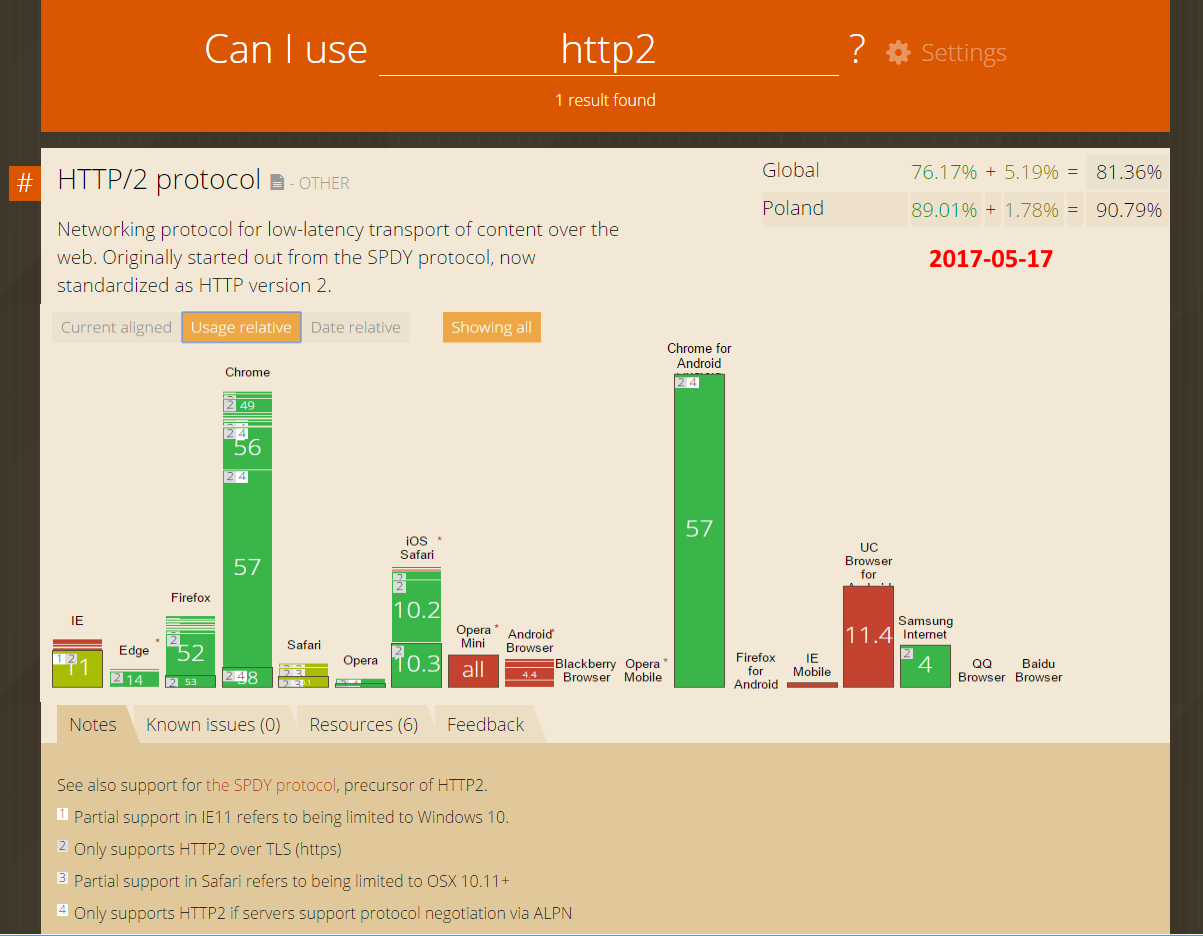 Can I use http2 ? Settings
1 result found
# HTTP/2 protocol - OTHER
Global 76.17% + 5.19% = 81.36%
Poland 89.01% + 1.78% = 90.79%
2017-05-17
Networking protocol for low-latency transport of content over the
web. Originally started out from the SPDY protocol, now
standardized as HTTP version 2.
Current aligned Usage relative Date relative Showing all
IE
1 2
11
Edge *
2 14
Firefox
2
52
2 53
Chrome
2 49
2 4
56
2 4
57
2 4
Safari
2 3
2 3
Opera
iOS *
Safari
2
2
10.2
2
10.3
Opera *
Mini
all
Android *
Browser
4.4
Blackberry
Browser
Opera *
Mobile
Chrome for
Android
2 4
57
Firefox
for
Android
IE
Mobile
UC
Browser
for
11.4
Samsung
Internet
2
4
QQ
Browser
Baidu
Browser
Notes Known issues (0) Resources (6) Feedback
See also support for the SPDY protocol, precursor of HTTP2.
1 Partial support in IE11 refers to being limited to Windows 10.
2 Only supports HTTP2 over TLS (https)
3 Partial support in Safari refers to being limited to OSX 10.11+
4 Only supports HTTP2 if servers support protocol negotiation via ALPN